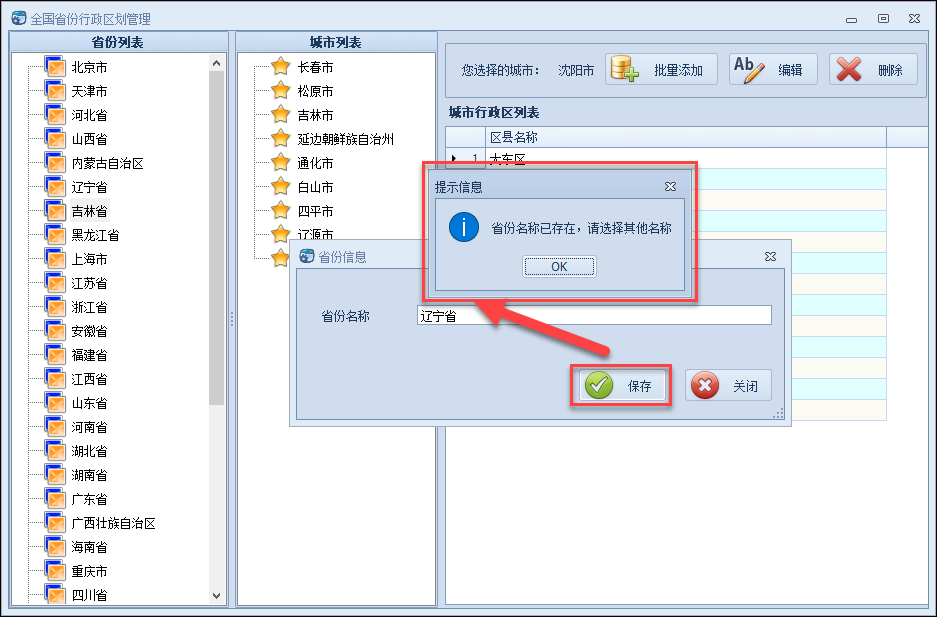 全国省份行政区划管理
省份列表
北京市
天津市
河北省
山西省
内蒙古自治区
辽宁省
吉林省
黑龙江省
上海市
江苏省
浙江省
安徽省
福建省
江西省
山东省
河南省
湖北省
湖南省
广东省
广西壮族自治区
海南省
重庆市
四川省
城市列表
长春市
松原市
吉林市
延边朝鲜族自治州
通化市
白山市
四平市
辽源市
您选择的城市： 沈阳市 批量添加 Ab 编辑 删除
城市行政区列表
区县名称
1 大东区
提示信息
省份名称已存在，请选择其他名称
OK
省份信息
省份名称 辽宁省
保存 关闭